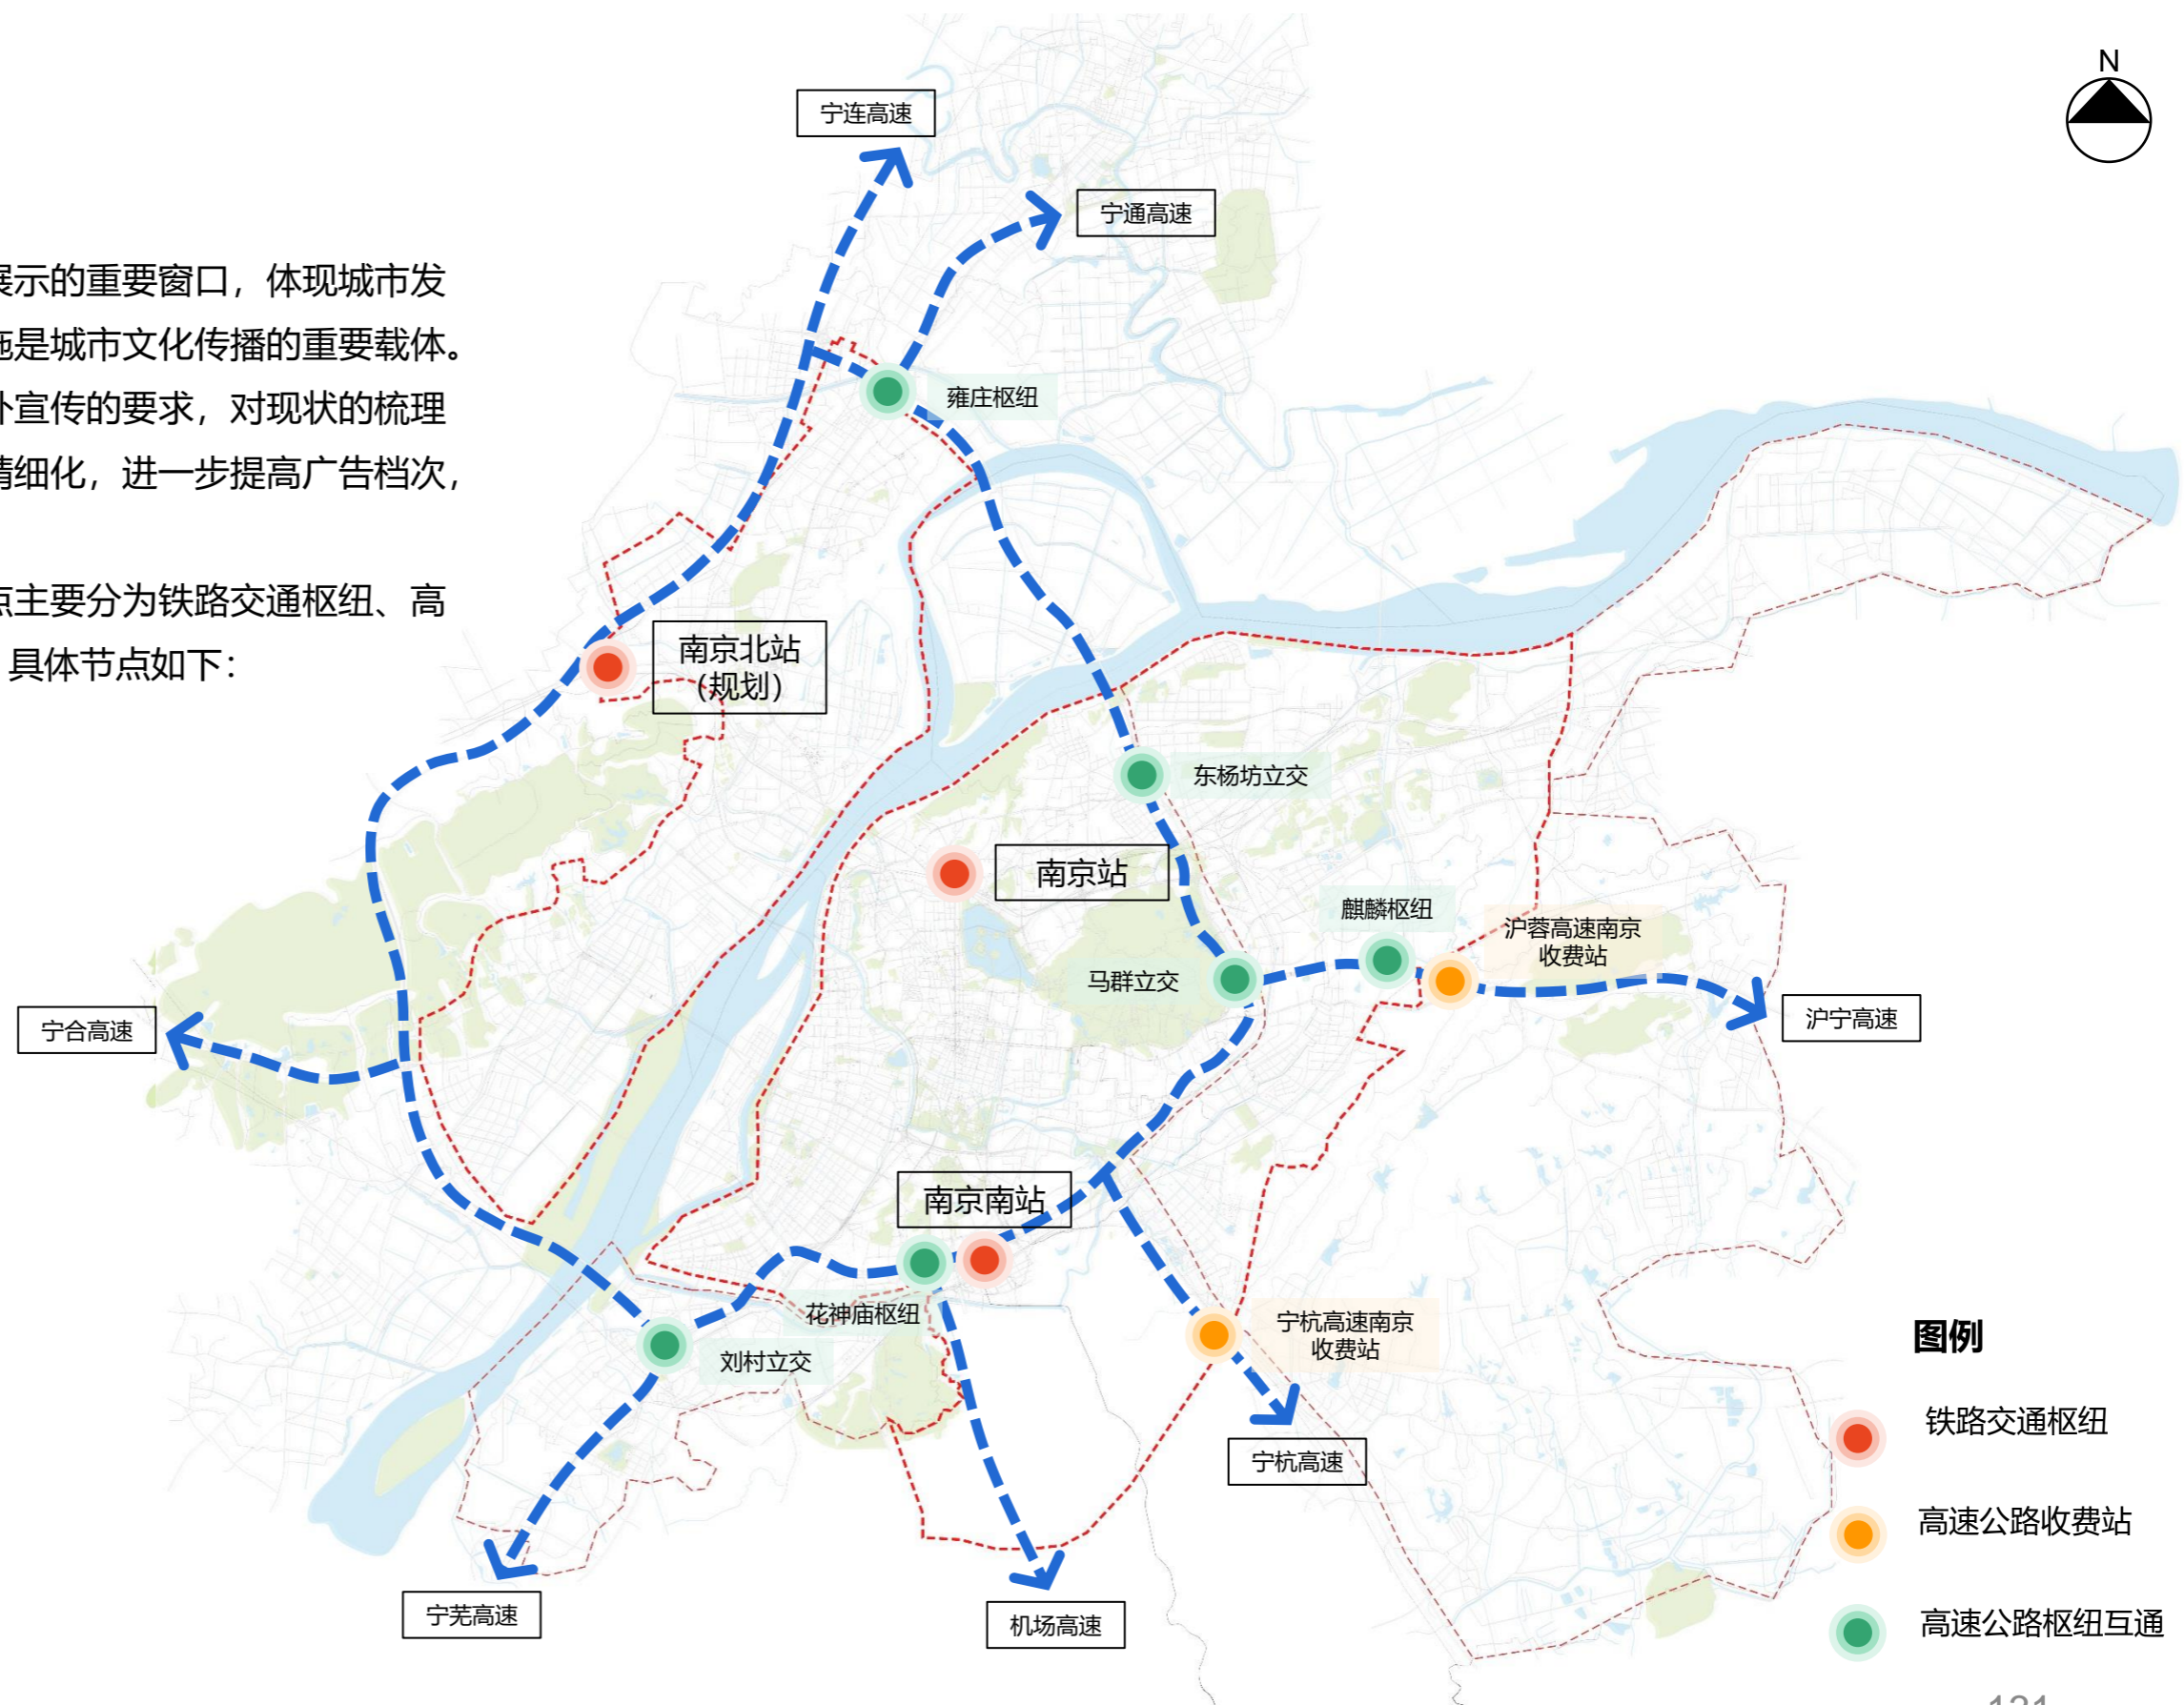 N
宁连高速
宁通高速
展示的重要窗口，体现城市发
施是城市文化传播的重要载体。
外宣传的要求，对现状的梳理
精细化，进一步提高广告档次，
点主要分为铁路交通枢纽、高
具体节点如下：
雍庄枢纽
南京北站
（规划）
东杨坊立交
南京站
麒麟枢纽
沪蓉高速南京
收费站
马群立交
宁合高速
沪宁高速
南京南站
花神庙枢纽
刘村立交
宁杭高速南京
收费站
宁杭高速
宁芜高速
机场高速
图例
铁路交通枢纽
高速公路收费站
高速公路枢纽互通